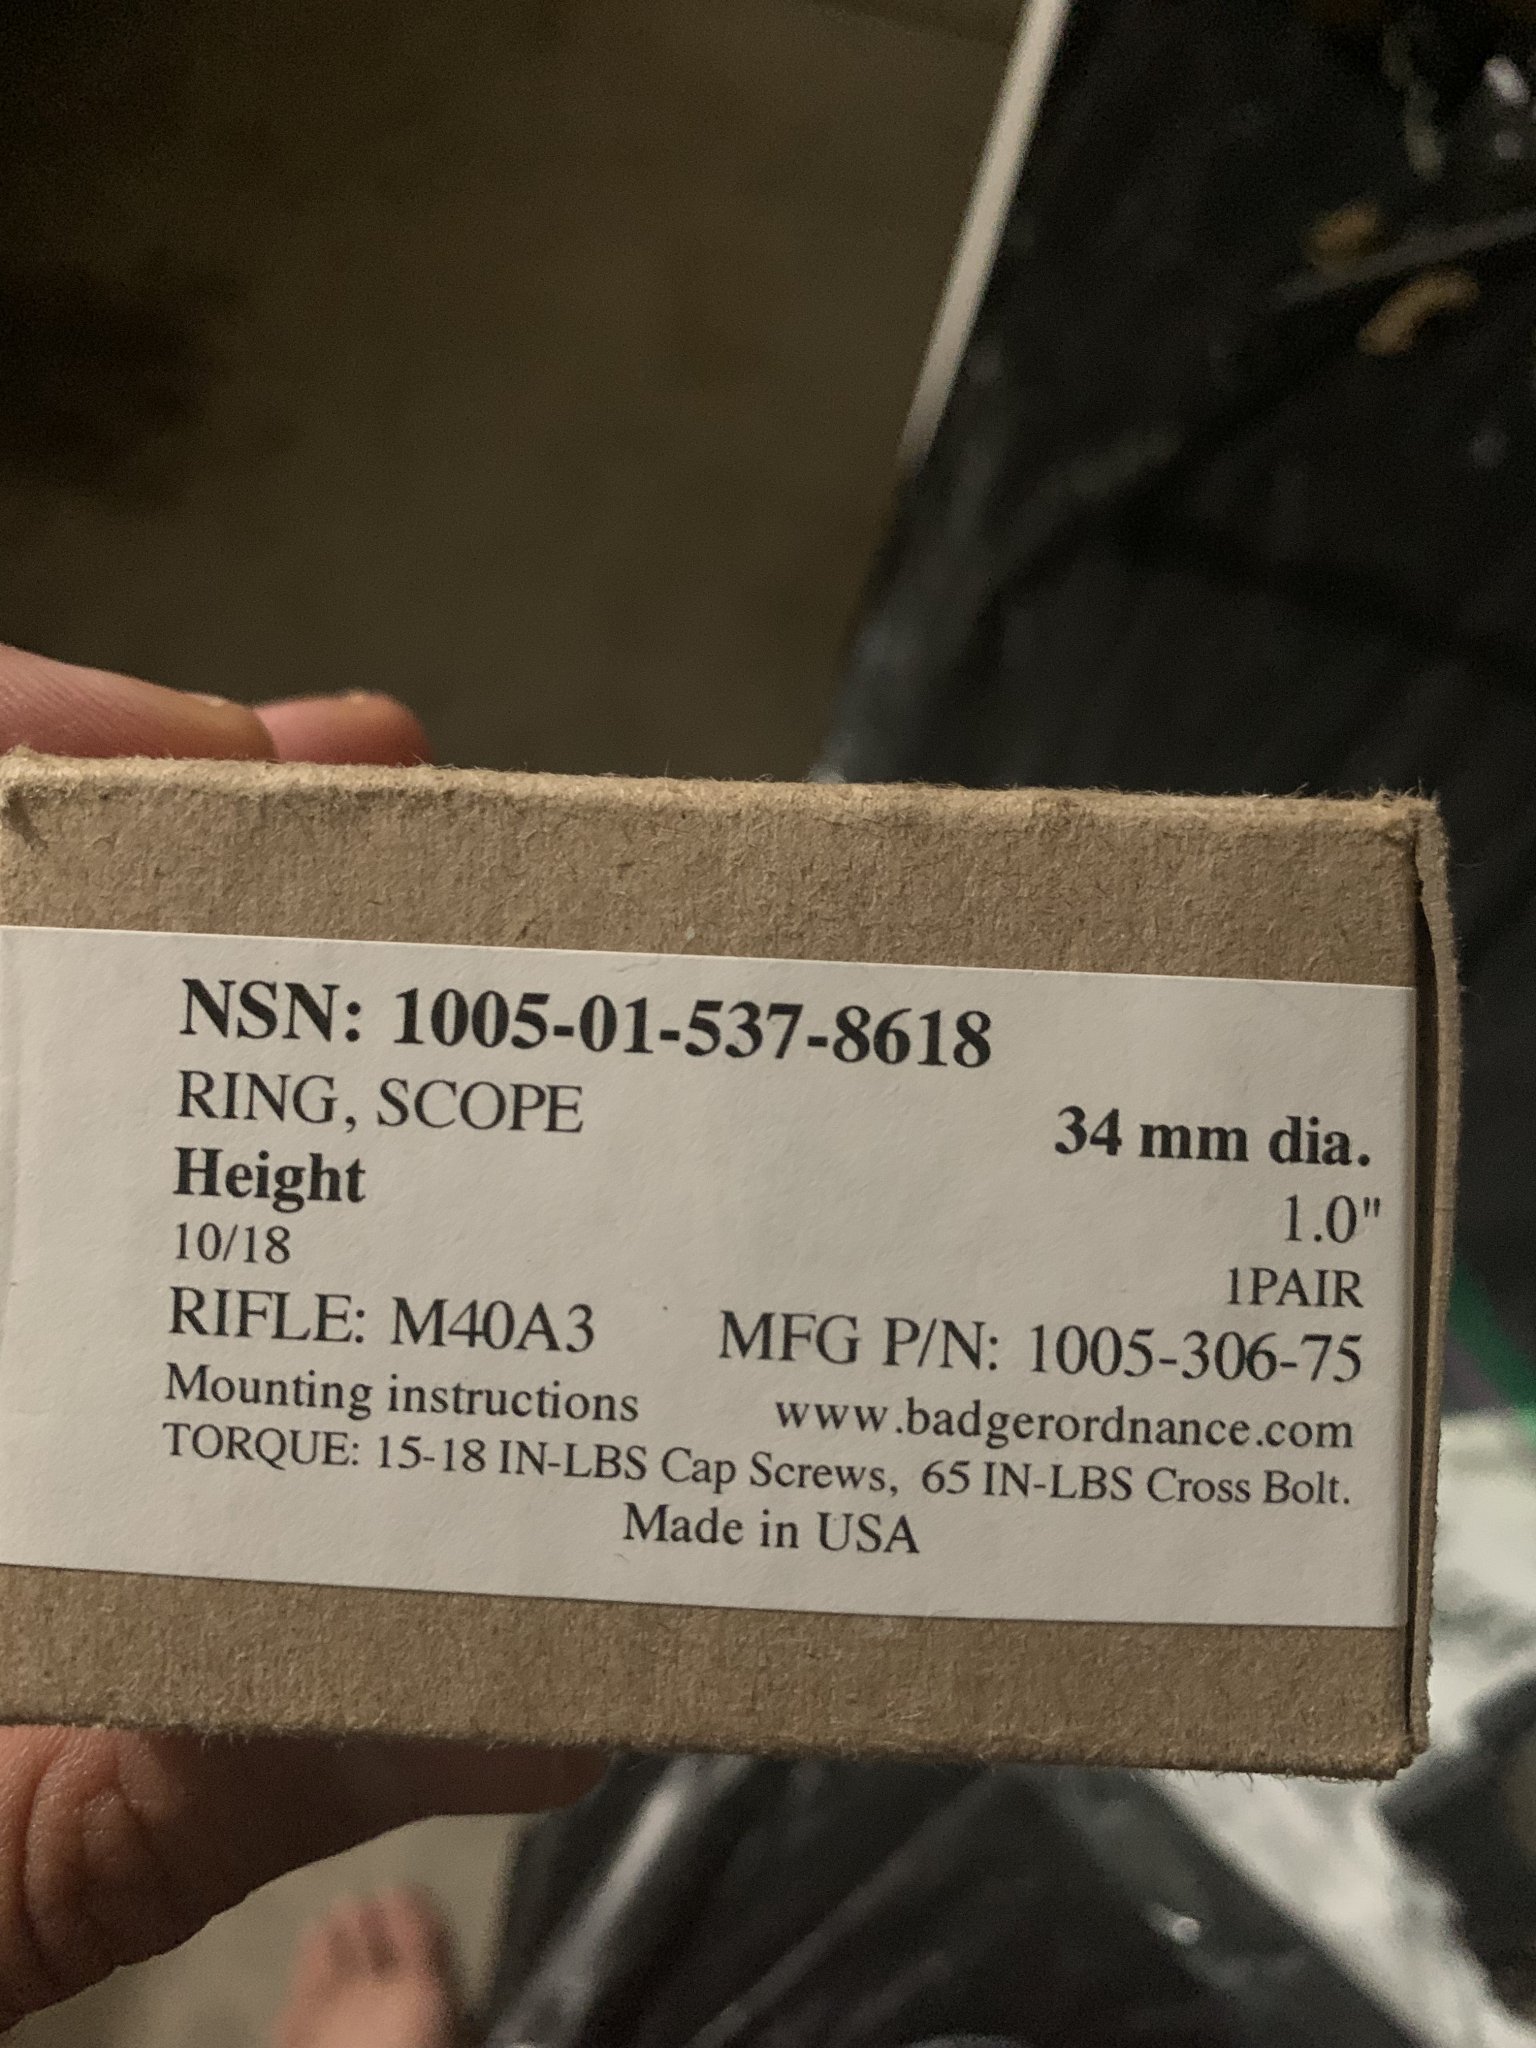 NSN: 1005-01-537-8618
RING, SCOPE 34 mm dia.
Height 1.0"
10/18 1PAIR
RIFLE: M40A3 MFG P/N: 1005-306-75
Mounting instructions www.badgerordnance.com
TORQUE: 15-18 IN-LBS Cap Screws, 65 IN-LBS Cross Bolt.
Made in USA